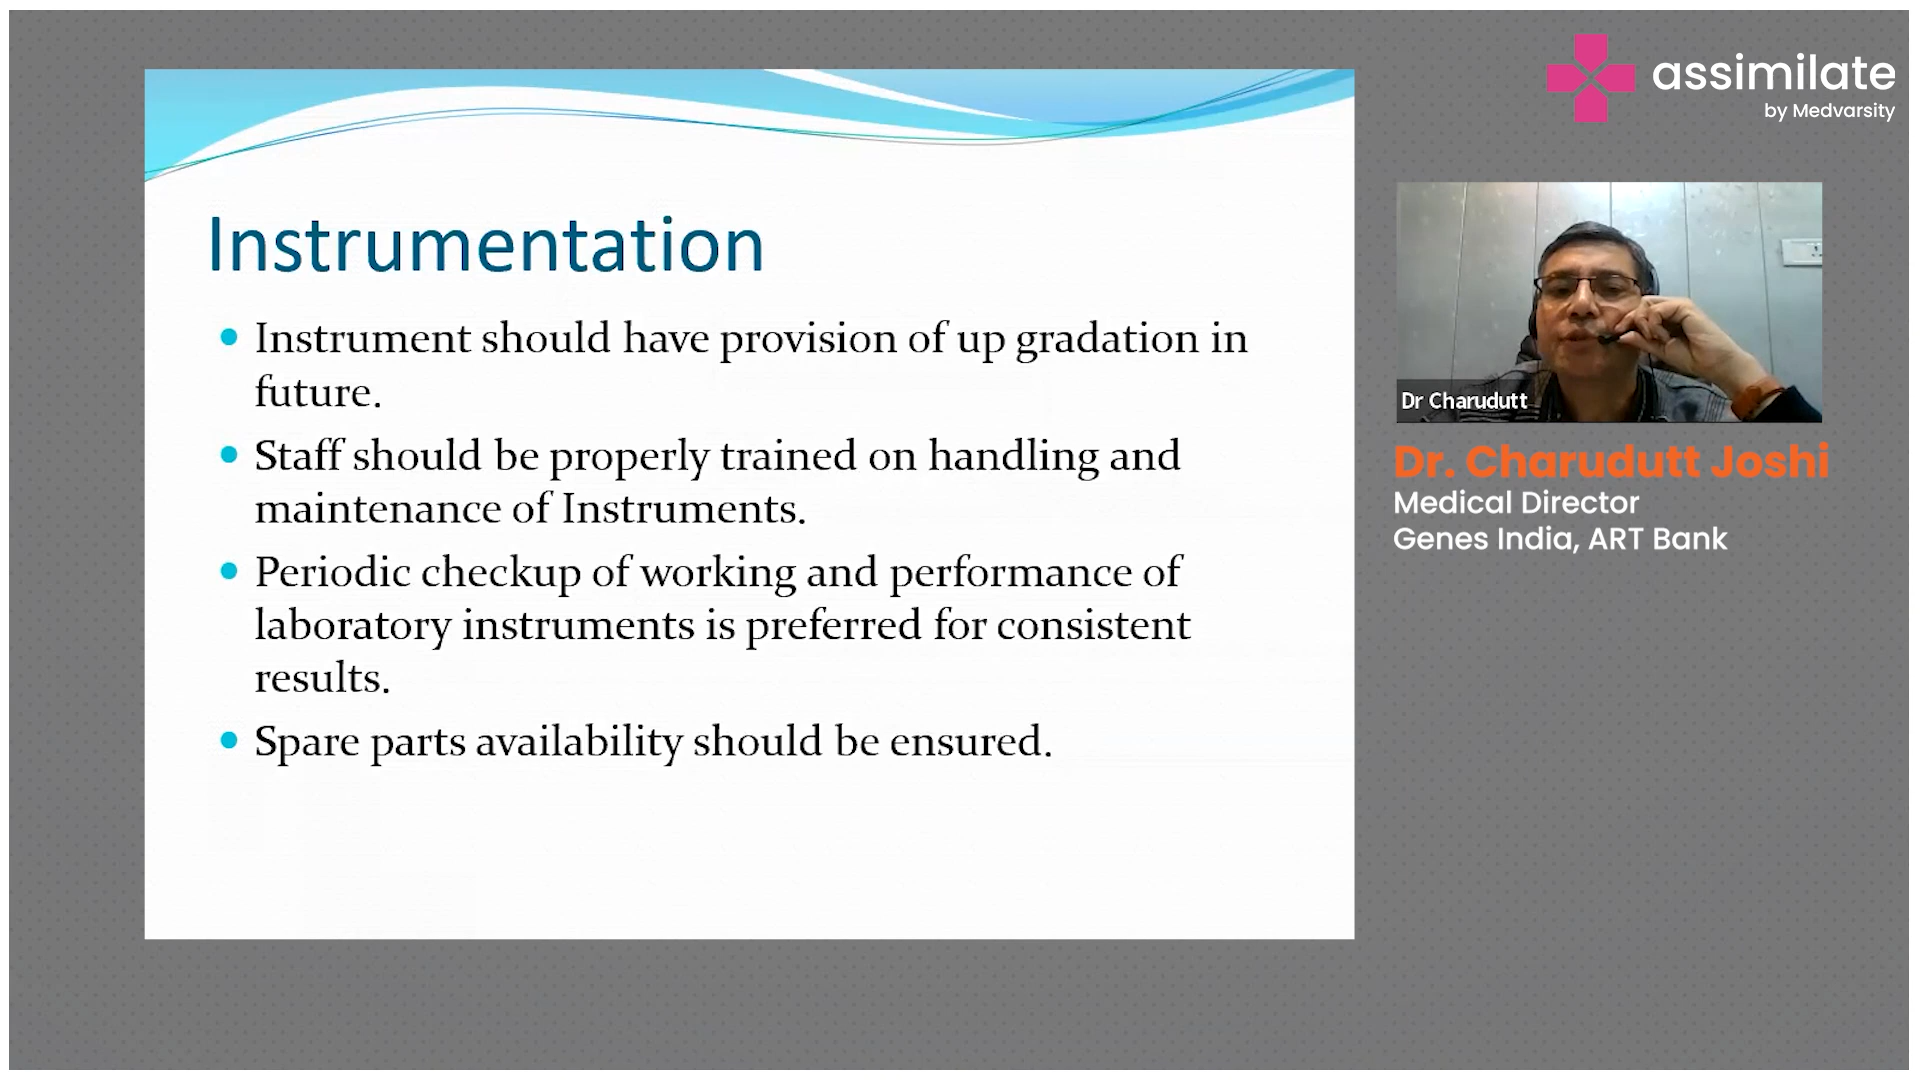 assimilate
by Medvarsity
Instrumentation
Instrument should have provision of up gradation in
future.
Staff should be properly trained on handling and
maintenance of Instruments.
Periodic checkup of working and performance of
laboratory instruments is preferred for consistent
results.
Spare parts availability should be ensured.
Dr Charudutt
Dr. Charudutt Joshi
Medical Director
Genes India, ART Bank